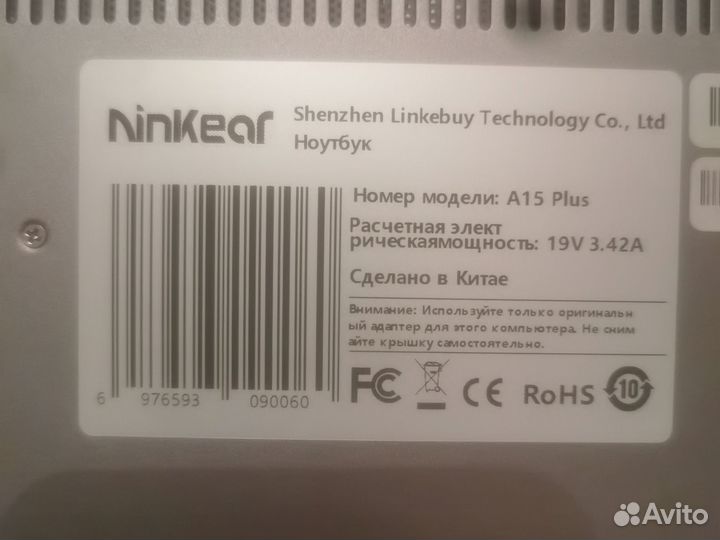 Ninkear
Shenzhen Linkebuy Technology Co., Ltd
Ноутбук
Номер модели: A15 Plus
Расчетная элект
рическаямощность: 19V 3.42A
Сделано в Китае
Внимание: Используйте только оригинальн
ый адаптер для этого компьютера. Не сним
айте крышку самостоятельно.
6 976593 090060
FC CE RoHS 10
Avito